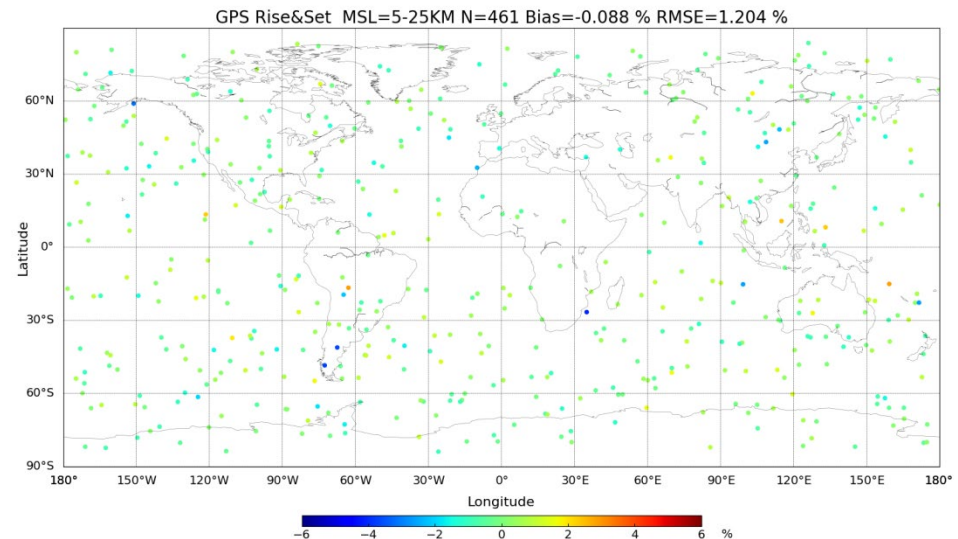 GPS Rise&Set MSL=5-25KM N=461 Bias=-0.088 % RMSE=1.204 %
60°N
30°N
0°
30°S
60°S
90°S
Latitude
180° 150°W 120°W 90°W 60°W 30°W 0° 30°E 60°E 90°E 120°E 150°E 180°
Longitude
−6 −4 −2 0 2 4 6 %